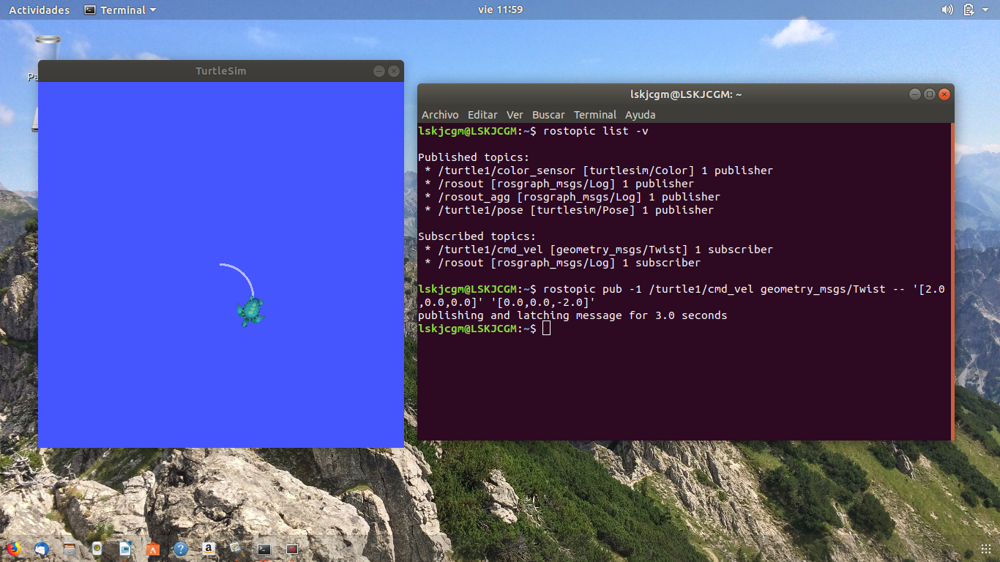 Actividades
Terminal
vie 11:59
Pa
TurtleSim
lskjcgm@LSKJCGM: ~
Archivo Editar Ver Buscar Terminal Ayuda
lskjcgm@LSKJCGM:~$ rostopic list -v
Published topics:
* /turtle1/color_sensor [turtlesim/Color] 1 publisher
* /rosout [rosgraph_msgs/Log] 1 publisher
* /rosout_agg [rosgraph_msgs/Log] 1 publisher
* /turtle1/pose [turtlesim/Pose] 1 publisher
Subscribed topics:
* /turtle1/cmd_vel [geometry_msgs/Twist] 1 subscriber
* /rosout [rosgraph_msgs/Log] 1 subscriber
lskjcgm@LSKJCGM:~$ rostopic pub -1 /turtle1/cmd_vel geometry_msgs/Twist -- '[2.0
,0.0,0.0]' '[0.0,0.0,-2.0]'
publishing and latching message for 3.0 seconds
lskjcgm@LSKJCGM:~$